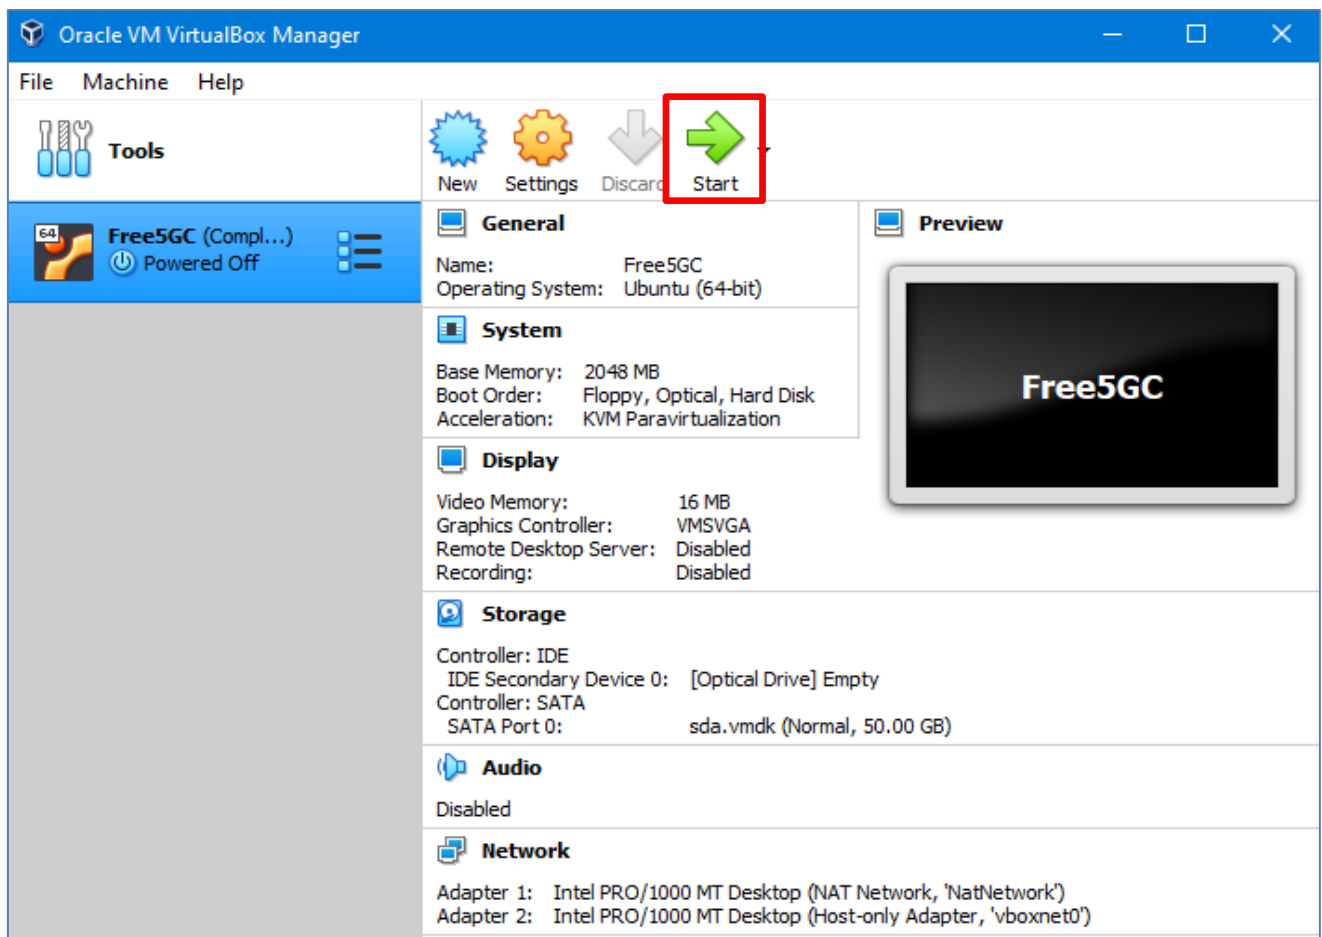 Oracle VM VirtualBox Manager
File Machine Help
Tools
New Settings Discard Start
64
Free5GC (Compl...)
Powered Off
General
Name: Free5GC
Operating System: Ubuntu (64-bit)
Preview
Free5GC
System
Base Memory: 2048 MB
Boot Order: Floppy, Optical, Hard Disk
Acceleration: KVM Paravirtualization
Display
Video Memory: 16 MB
Graphics Controller: VMSVGA
Remote Desktop Server: Disabled
Recording: Disabled
Storage
Controller: IDE
IDE Secondary Device 0: [Optical Drive] Empty
Controller: SATA
SATA Port 0: sda.vmdk (Normal, 50.00 GB)
Audio
Disabled
Network
Adapter 1: Intel PRO/1000 MT Desktop (NAT Network, 'NatNetwork')
Adapter 2: Intel PRO/1000 MT Desktop (Host-only Adapter, 'vboxnet0')